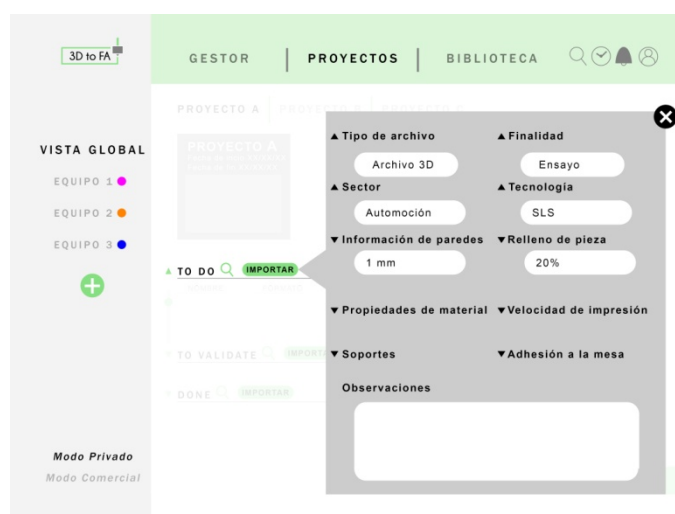 3D to FA
GESTOR
PROYECTOS
BIBLIOTECA
PROYECTO A
VISTA GLOBAL
EQUIPO 1
EQUIPO 2
EQUIPO 3
PROYECTO A
TO DO
IMPORTAR
TO VALIDATE
DONE
IMPORTAR
Tipo de archivo
Finalidad
Archivo 3D
Ensayo
Sector
Tecnología
Automoción
SLS
Información de paredes
Relleno de pieza
1 mm
20%
Propiedades de material
Velocidad de impresión
Soportes
Adhesión a la mesa
Observaciones
Modo Privado
Modo Comercial